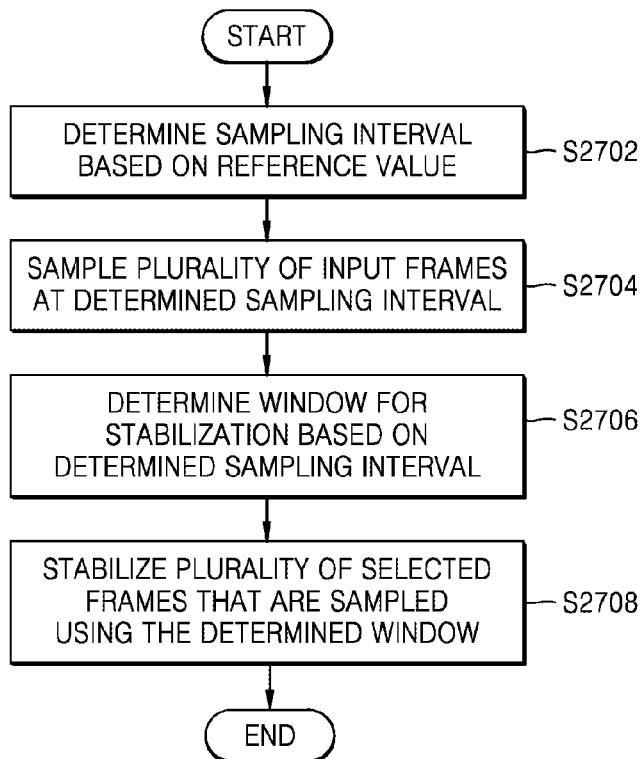 START
DETERMINE SAMPLING INTERVAL
BASED ON REFERENCE VALUE
S2702
SAMPLE PLURALITY OF INPUT FRAMES
AT DETERMINED SAMPLING INTERVAL
S2704
DETERMINE WINDOW FOR
STABILIZATION BASED ON
DETERMINED SAMPLING INTERVAL
S2706
STABILIZE PLURALITY OF SELECTED
FRAMES THAT ARE SAMPLED
USING THE DETERMINED WINDOW
S2708
END